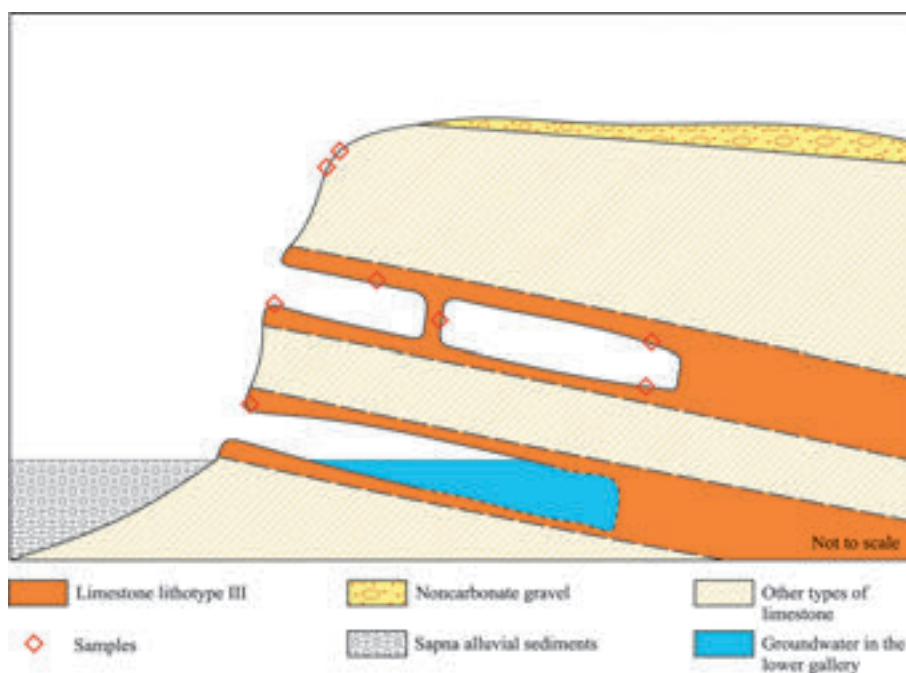 Not to scale
Limestone lithotype III
Noncarbonate gravel
Other types of
limestone
Samples
Sapna alluvial sediments
Groundwater in the
lower gallery